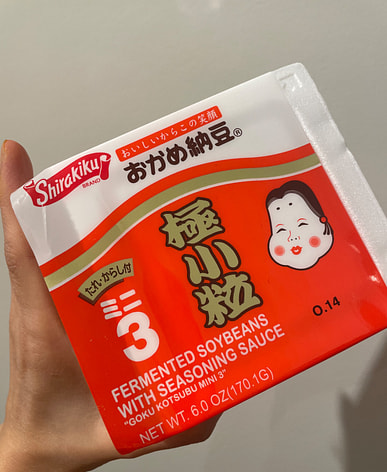 Shirakiku
BRAND
おいしいからこの笑顔
おかめ納豆®
極小粒
たれ・からし付
ミニ3
0.14
FERMENTED SOYBEANS
WITH SEASONING SAUCE
"GOKU KOTSUBU MINI 3"
NET WT. 6.0 OZ(170.1G)